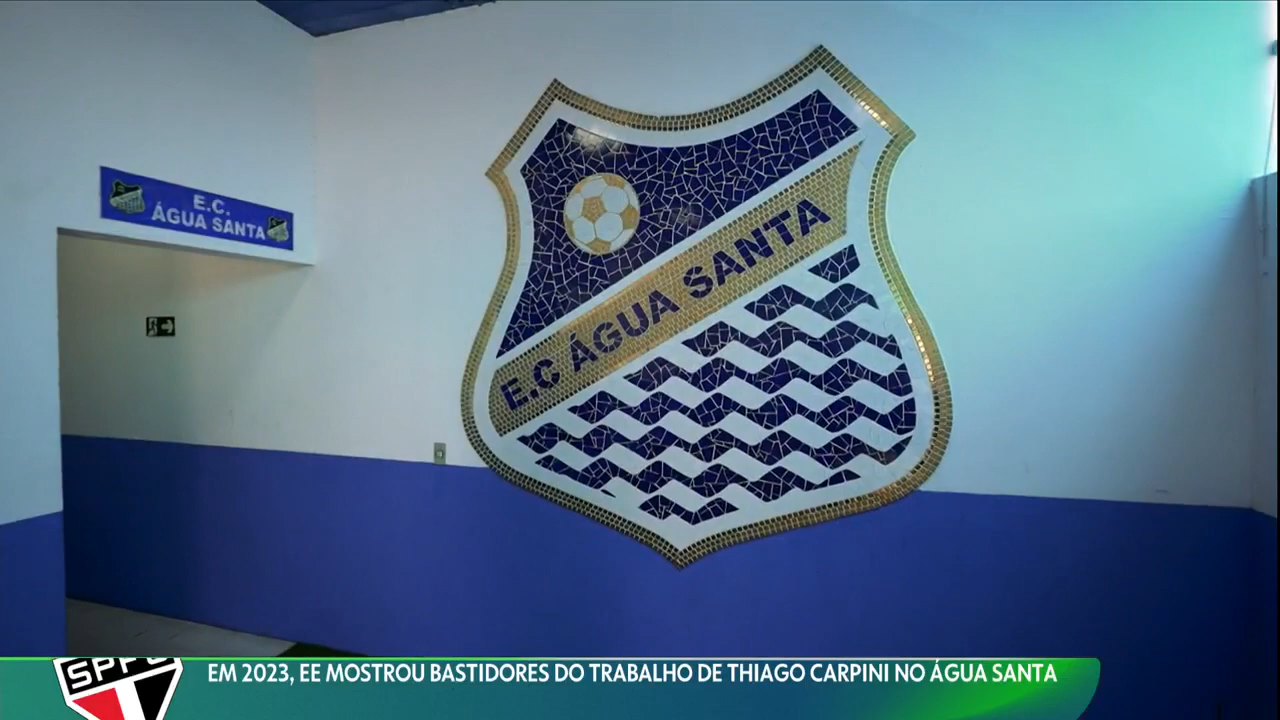 E.C.
ÁGUA SANTA
E.C ÁGUA SANTA
SPFC
EM 2023, EE MOSTROU BASTIDORES DO TRABALHO DE THIAGO CARPINI NO ÁGUA SANTA